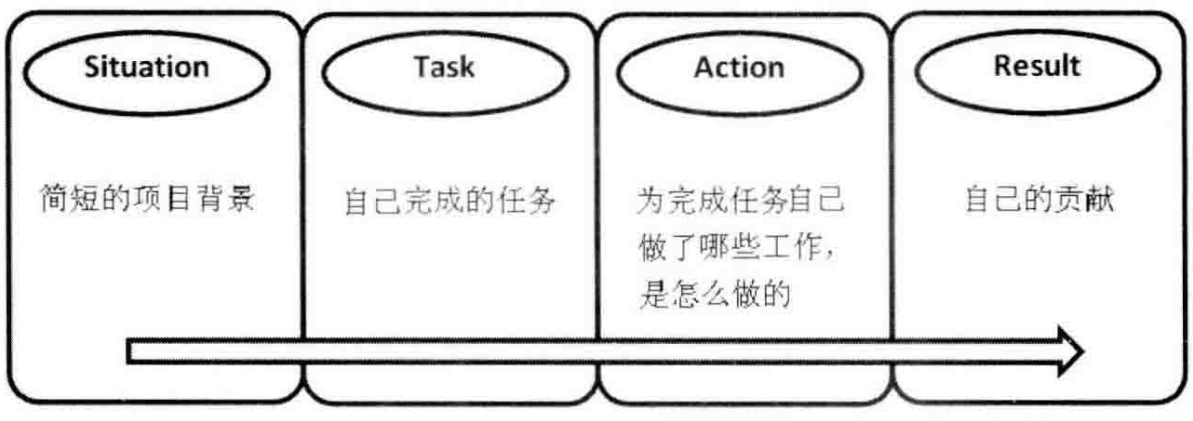 Situation
简短的项目背景
Task
自己完成的任务
Action
为完成任务自己
做了哪些工作，
是怎么做的
Result
自己的贡献